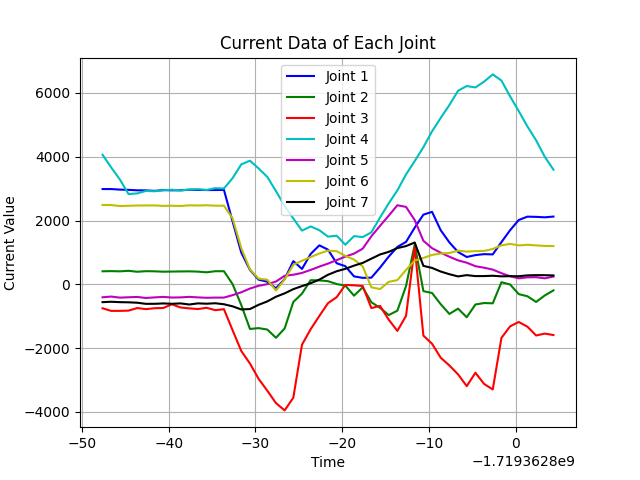 Current Data of Each Joint
6000
4000
2000
0
−2000
−4000
Current Value
Joint 1
Joint 2
Joint 3
Joint 4
Joint 5
Joint 6
Joint 7
−50 −40 −30 −20 −10 0
Time
−1.7193628e9